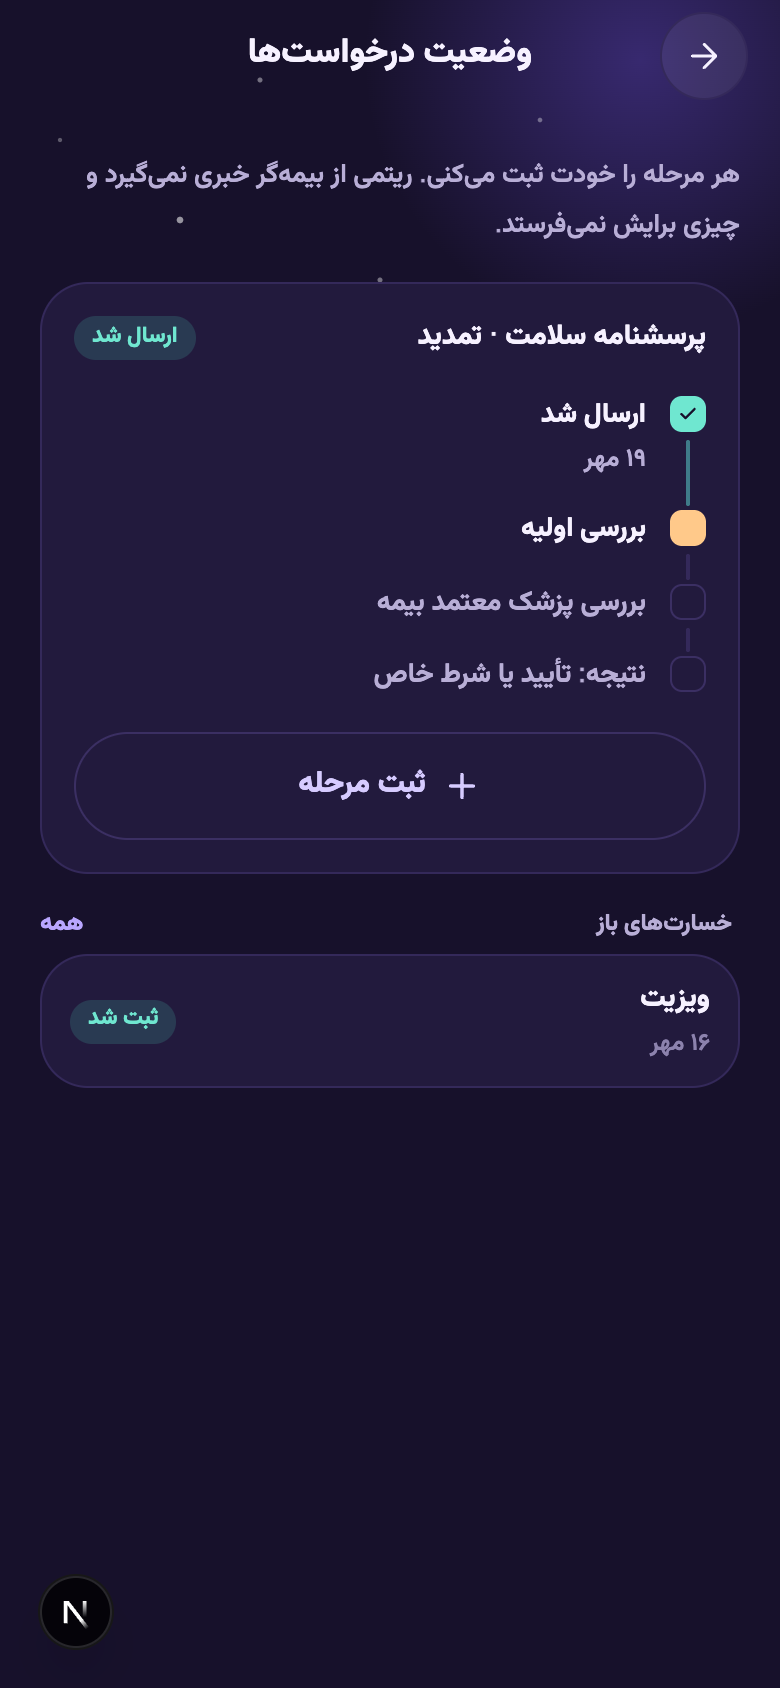 وضعیت درخواست‌ها
هر مرحله را خودت ثبت می‌کنی. ریتمی از بیمه‌گر خبری نمی‌گیرد و
چیزی برایش نمی‌فرستد.
پرسشنامه سلامت · تمدید
ارسال شد
ارسال شد
۱۹ مهر
بررسی اولیه
بررسی پزشک معتمد بیمه
نتیجه: تأیید یا شرط خاص
ثبت مرحله
خسارت‌های باز
همه
ویزیت
ثبت شد
۱۶ مهر
N